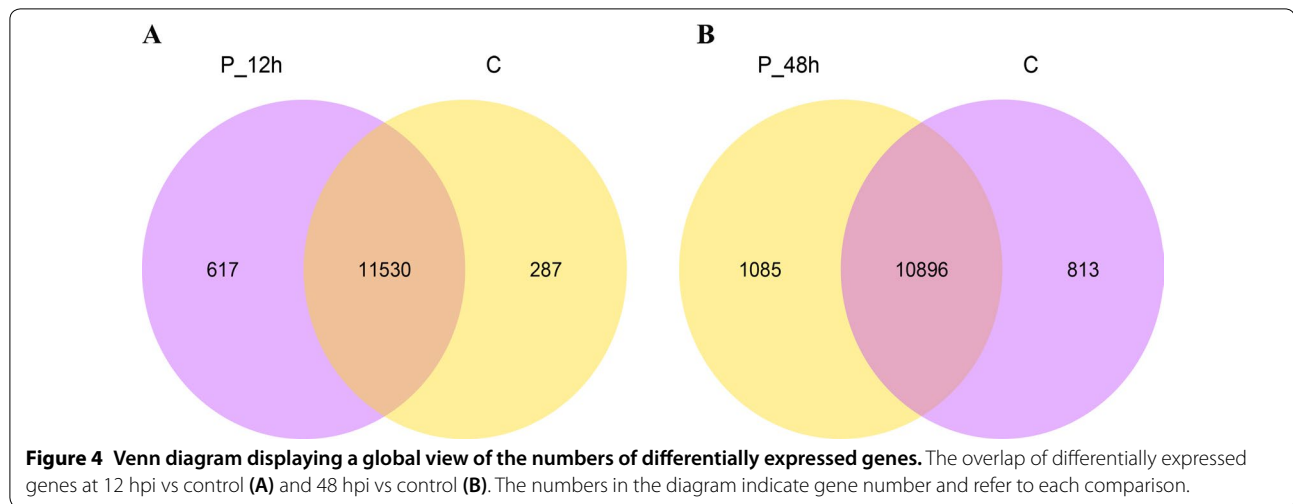 A
P_12h
C
617
11530
287
B
P_48h
C
1085
10896
813
Figure 4 Venn diagram displaying a global view of the numbers of differentially expressed genes. The overlap of differentially expressed
genes at 12 hpi vs control (A) and 48 hpi vs control (B). The numbers in the diagram indicate gene number and refer to each comparison.